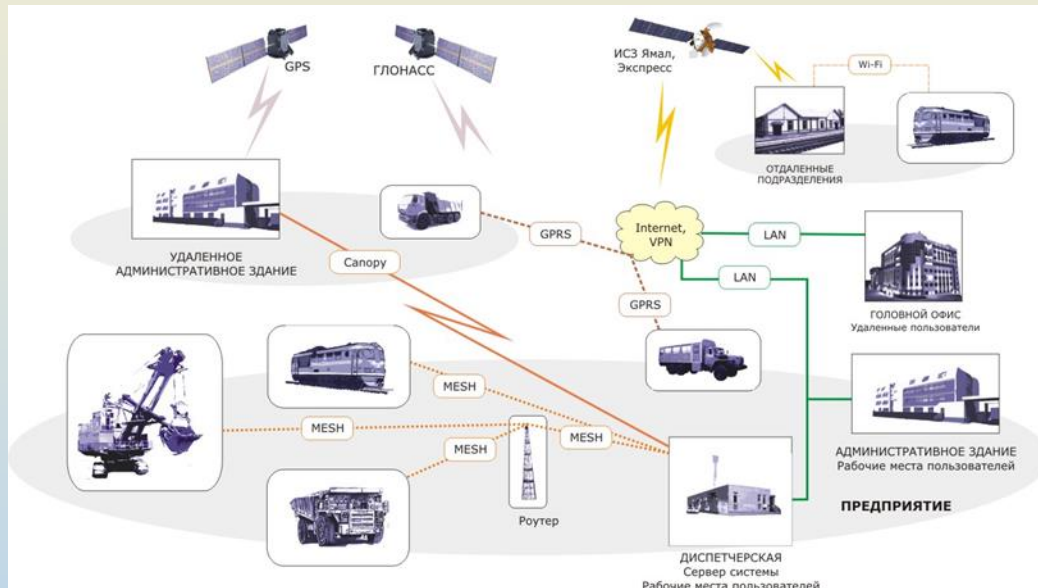 GPS
ГЛОНАСС
ИСЗ Ямал,
Экспресс
Wi-Fi
ОТДАЛЕННЫЕ
ПОДРАЗДЕЛЕНИЯ
УДАЛЕННОЕ
АДМИНИСТРАТИВНОЕ ЗДАНИЕ
GPRS
Internet,
VPN
LAN
Canopy
LAN
GPRS
ГОЛОВНОЙ ОФИС
Удаленные пользователи
MESH
MESH
MESH
MESH
Роутер
АДМИНИСТРАТИВНОЕ ЗДАНИЕ
Рабочие места пользователей
ПРЕДПРИЯТИЕ
ДИСПЕТЧЕРСКАЯ
Сервер системы
Рабочие места пользователей